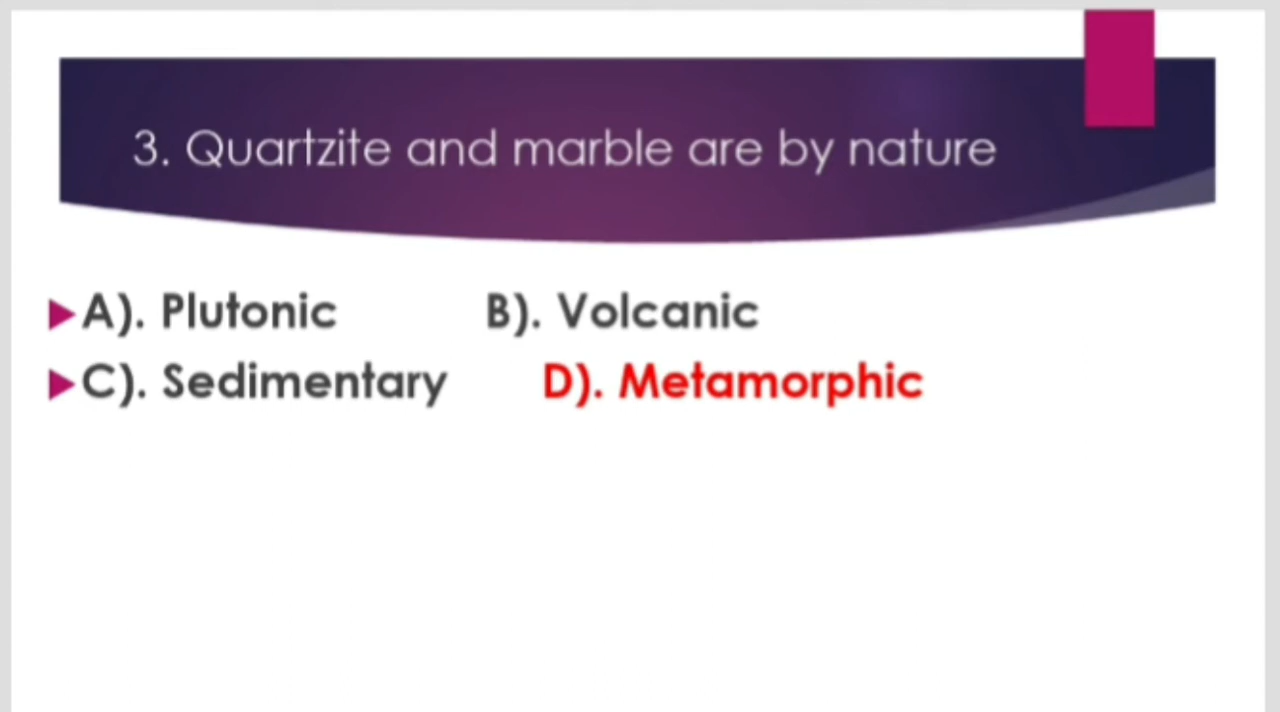 3. Quartzite and marble are by nature
A). Plutonic B). Volcanic
C). Sedimentary D). Metamorphic